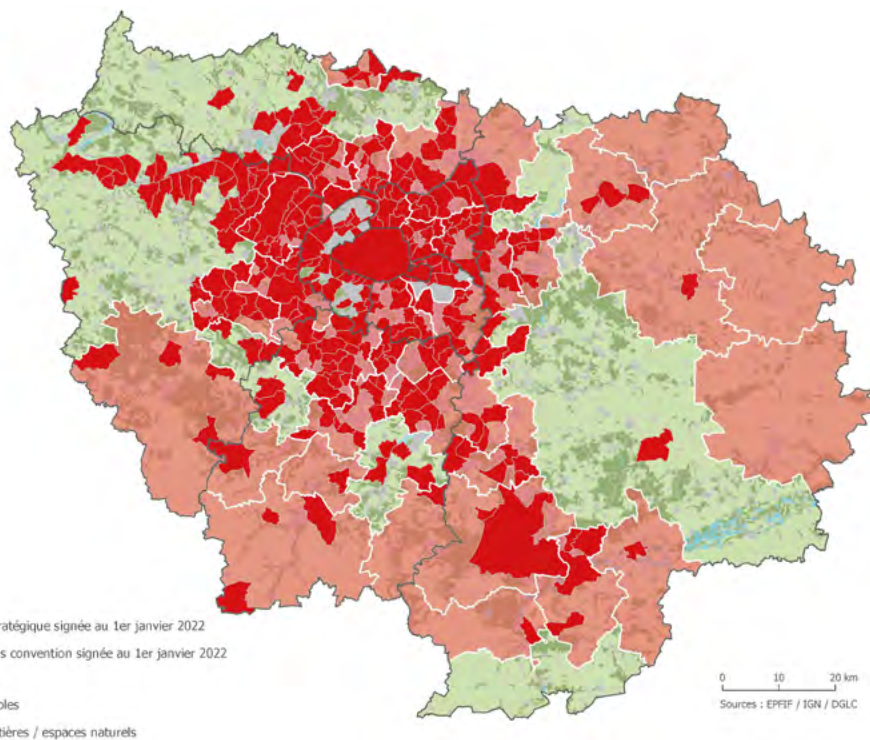 ratégique signée au 1er janvier 2022
s convention signée au 1er janvier 2022
oles
tières / espaces naturels
0 10 20 km
Sources : EPFIF / IGN / DGLC